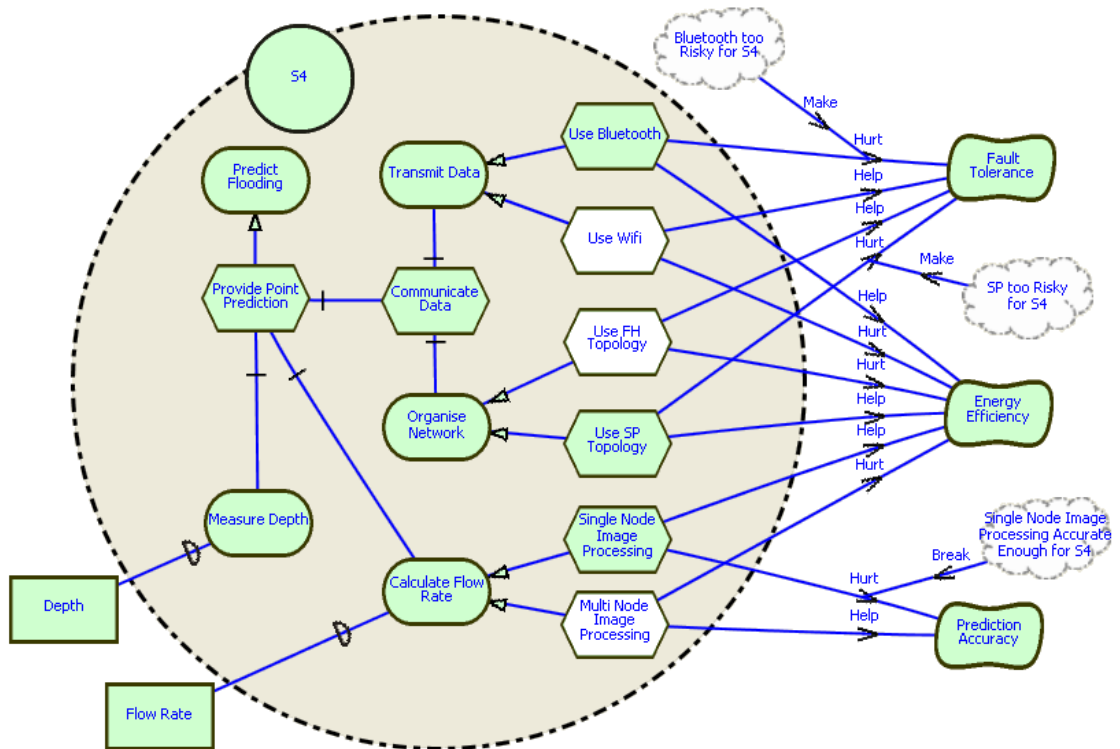 Bluetooth too
Risky for S4
S4
Make
Use Bluetooth
Hurt
Fault
Tolerance
Predict
Flooding
Transmit Data
Help
Help
Use Wifi
Hurt
Make
SP too Risky
for S4
Provide Point
Prediction
Communicate
Data
Help
Use FH
Topology
Hurt
Hurt
Energy
Efficiency
Organise
Network
Use SP
Topology
Help
Help
Hurt
Measure Depth
Single Node
Image
Processing
Single Node Image
Processing Accurate
Enough for S4
Break
Calculate Flow
Rate
Hurt
Depth
Multi Node
Image
Processing
Help
Prediction
Accuracy
Flow Rate